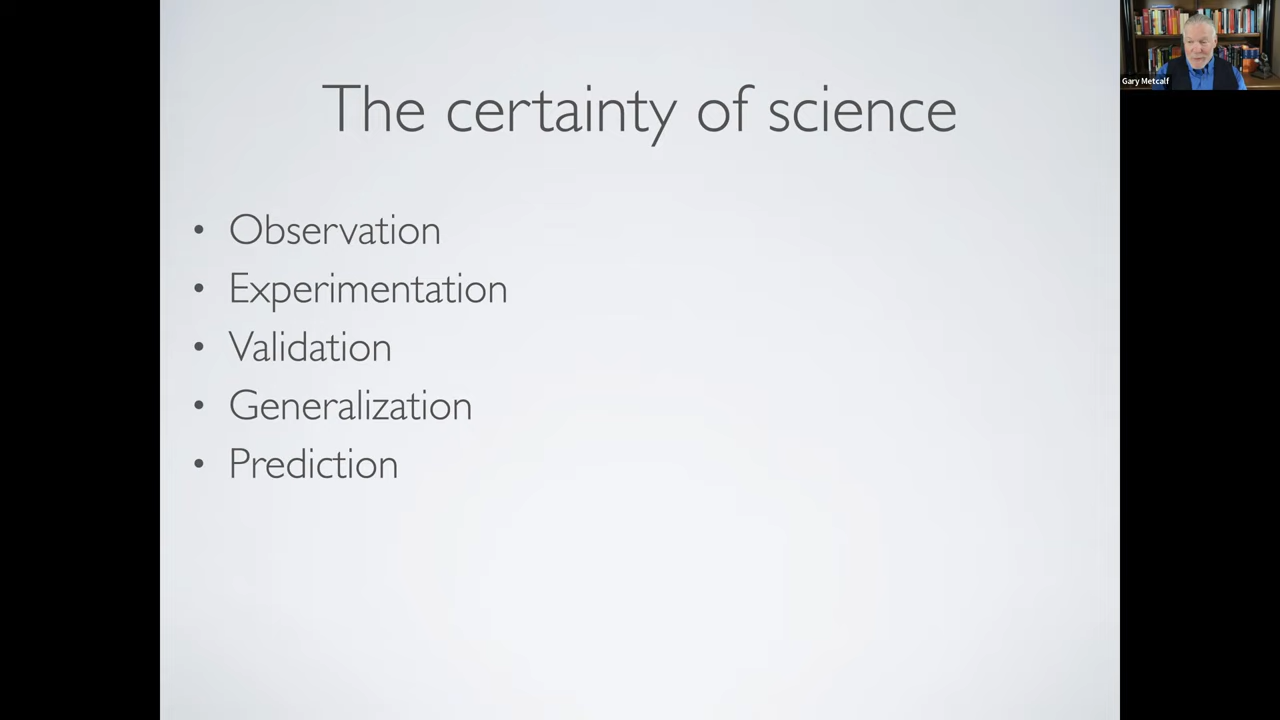 The certainty of science
• Observation
• Experimentation
• Validation
• Generalization
• Prediction
Gary Metcalf